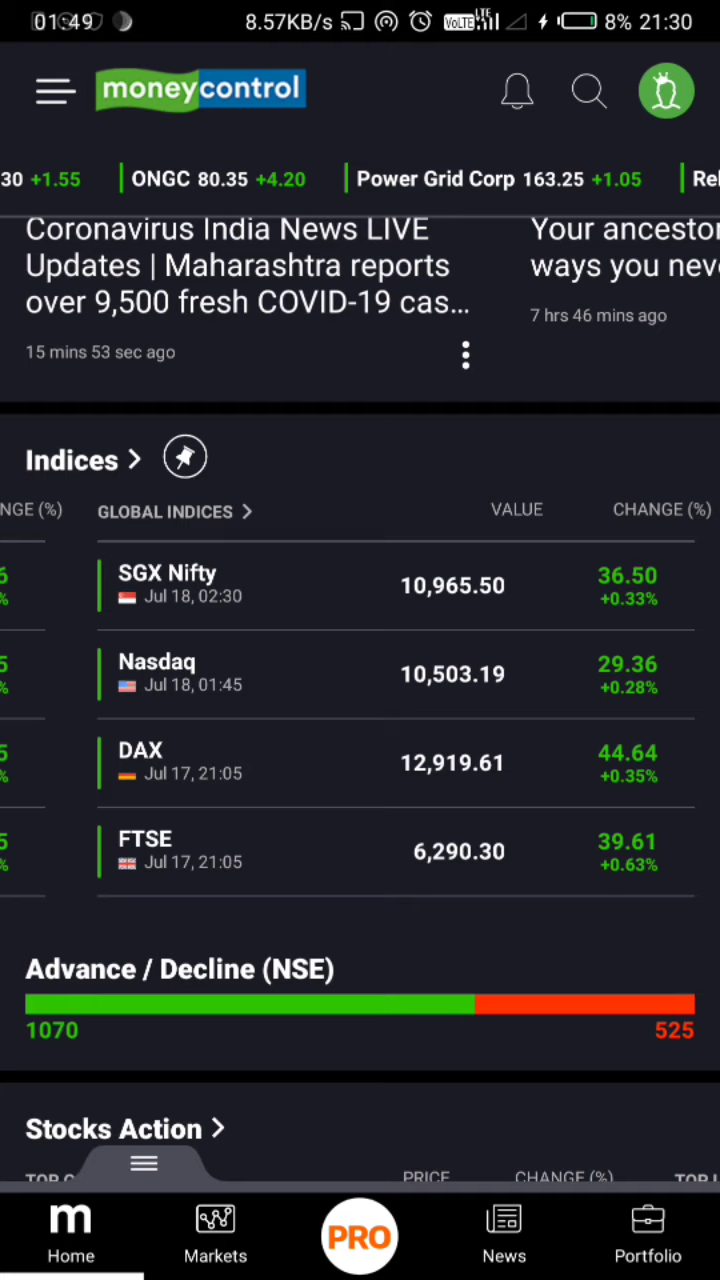 01:49
8.57KB/s VoLTE LTE 8% 21:30
moneycontrol
30 +1.55 ONGC 80.35 +4.20 Power Grid Corp 163.25 +1.05 Rel
Coronavirus India News LIVE
Updates | Maharashtra reports
over 9,500 fresh COVID-19 cas...
15 mins 53 sec ago
Your ancestor
ways you neve
7 hrs 46 mins ago
Indices >
NGE (%) GLOBAL INDICES > VALUE CHANGE (%)
SGX Nifty 10,965.50 36.50
Jul 18, 02:30 +0.33%
Nasdaq 10,503.19 29.36
Jul 18, 01:45 +0.28%
DAX 12,919.61 44.64
Jul 17, 21:05 +0.35%
FTSE 6,290.30 39.61
Jul 17, 21:05 +0.63%
Advance / Decline (NSE)
1070 525
Stocks Action >
PRICE CHANGE (%)
m PRO
Home Markets News Portfolio